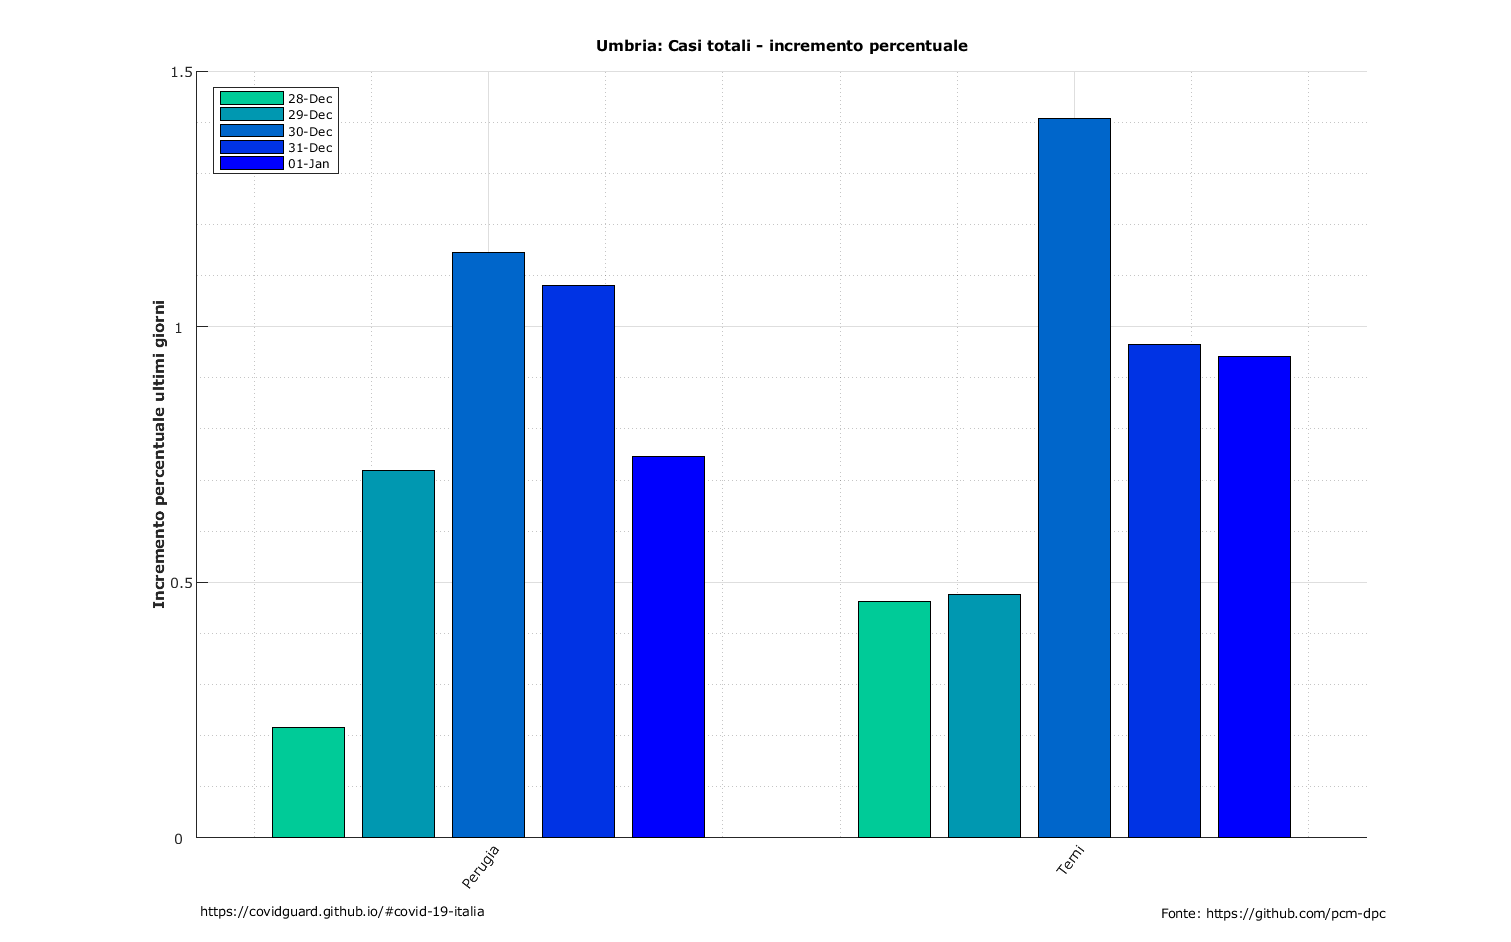 Umbria: Casi totali - incremento percentuale
1.5
28-Dec
29-Dec
30-Dec
31-Dec
01-Jan
Incremento percentuale ultimi giorni
1
0.5
0
Perugia
Terni
https://covidguard.github.io/#covid-19-italia
Fonte: https://github.com/pcm-dpc